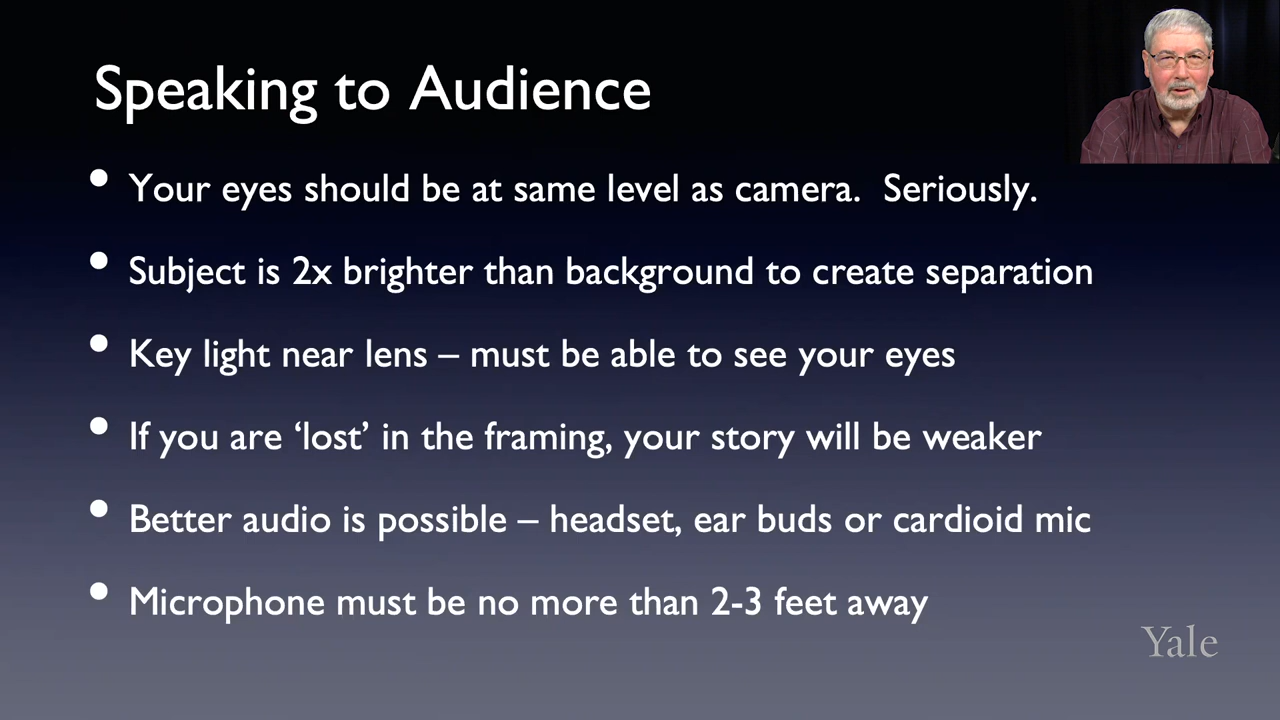 Speaking to Audience
• Your eyes should be at same level as camera.  Seriously.
• Subject is 2x brighter than background to create separation
• Key light near lens – must be able to see your eyes
• If you are ‘lost’ in the framing, your story will be weaker
• Better audio is possible – headset, ear buds or cardioid mic
• Microphone must be no more than 2-3 feet away
Yale